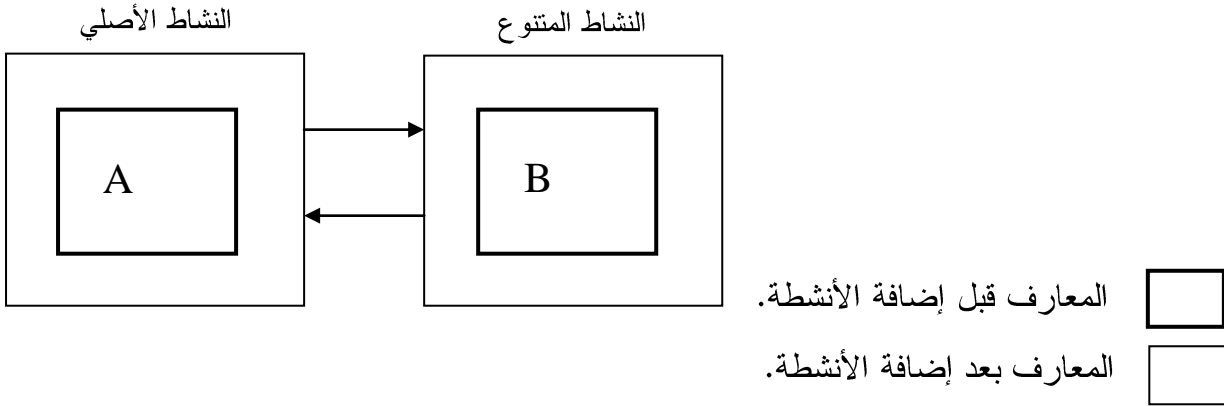 النشاط الأصلي
النشاط المتنوع
A
B
المعارف قبل إضافة الأنشطة.
المعارف بعد إضافة الأنشطة.